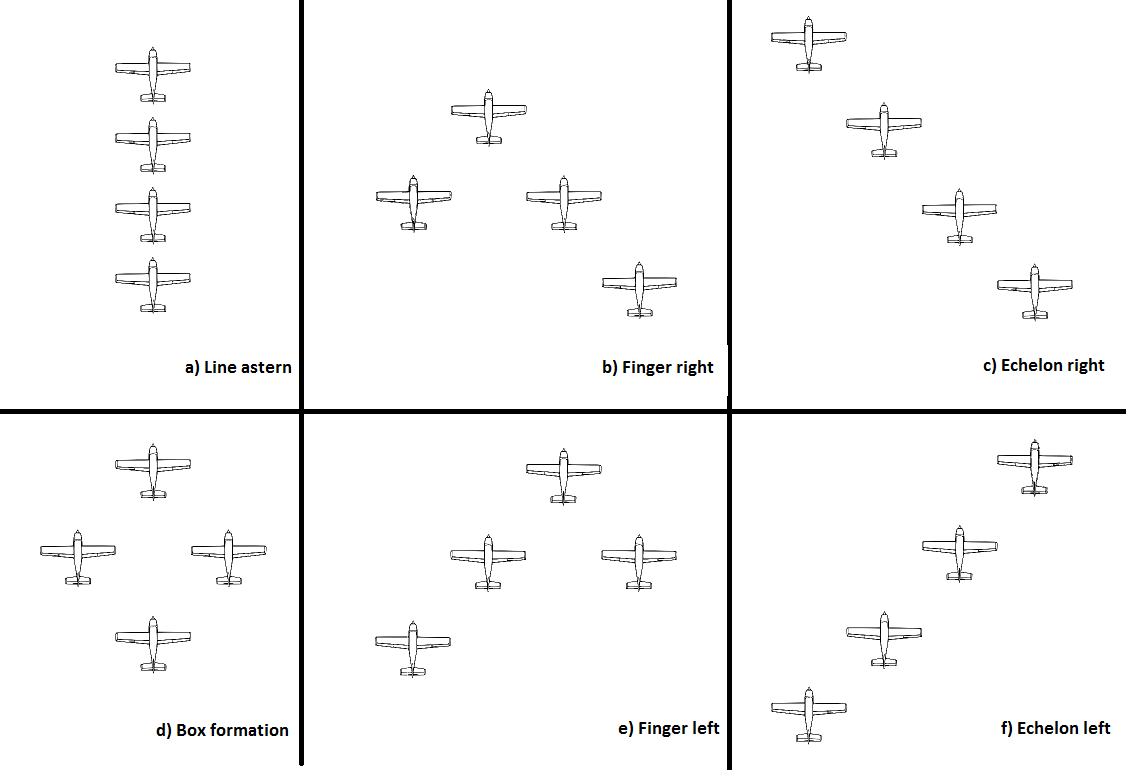 a) Line astern
b) Finger right
c) Echelon right
d) Box formation
e) Finger left
f) Echelon left